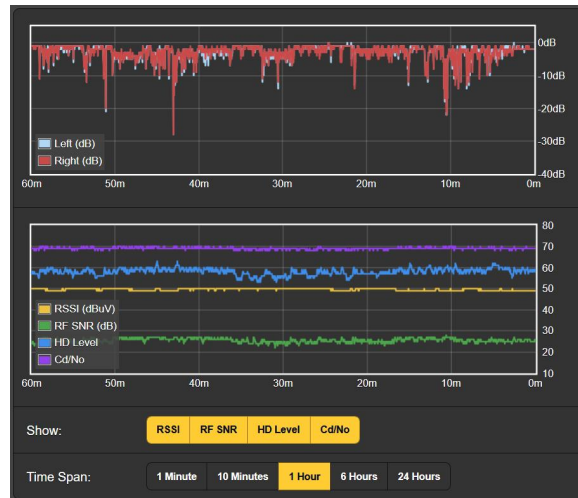 0dB
-10dB
-20dB
-30dB
-40dB
Left (dB)
Right (dB)
60m 50m 40m 30m 20m 10m 0m
80
70
60
50
40
30
20
10
RSSI (dBuV)
RF SNR (dB)
HD Level
Cd/No
60m 50m 40m 30m 20m 10m 0m
Show: RSSI RF SNR HD Level Cd/No
Time Span: 1 Minute 10 Minutes 1 Hour 6 Hours 24 Hours